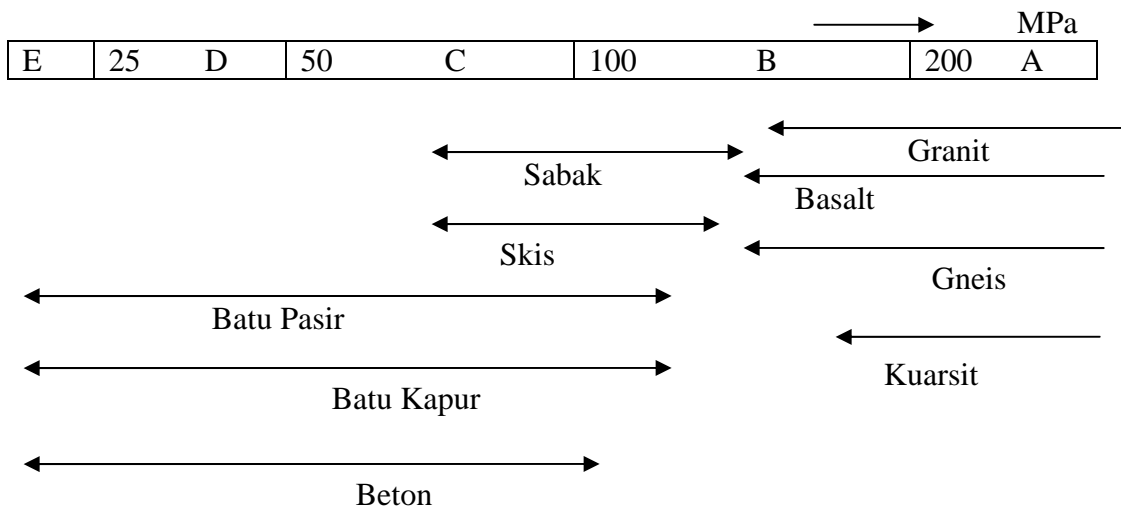 MPa
E 25 D 50 C 100 B 200 A
Granit
Sabak
Basalt
Skis
Gneis
Batu Pasir
Kuarsit
Batu Kapur
Beton